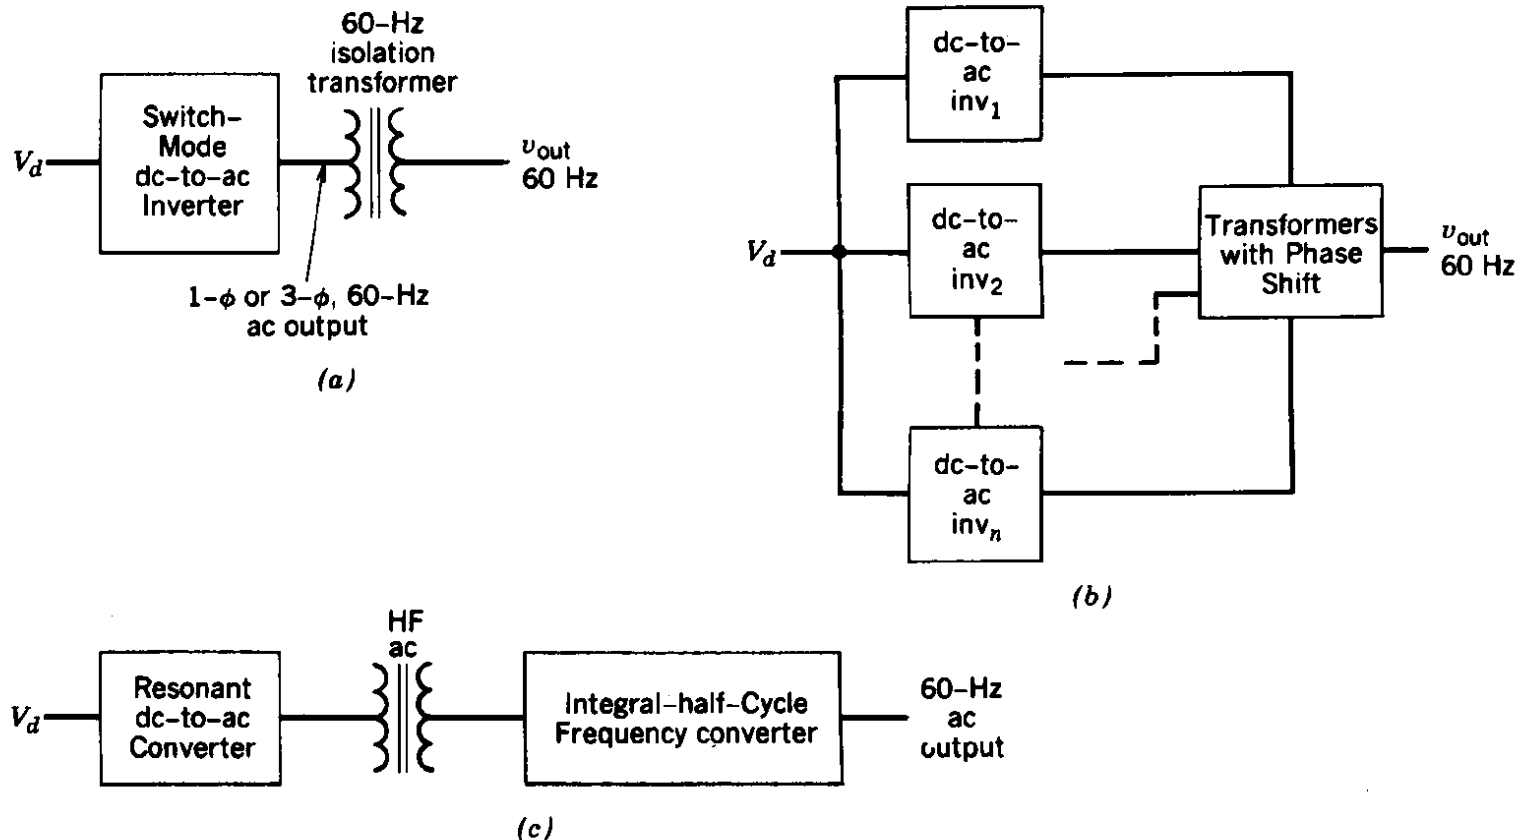 60-Hz
isolation
transformer
Switch-
Mode
dc-to-ac
Inverter
V_d
v_out
60 Hz
1-ϕ or 3-ϕ, 60-Hz
ac output
(a)
dc-to-
ac
inv_1
dc-to-
ac
inv_2
V_d
Transformers
with Phase
Shift
v_out
60 Hz
dc-to-
ac
inv_n
(b)
HF
ac
V_d
Resonant
dc-to-ac
Converter
Integral-half-Cycle
Frequency converter
60-Hz
ac
output
(c)